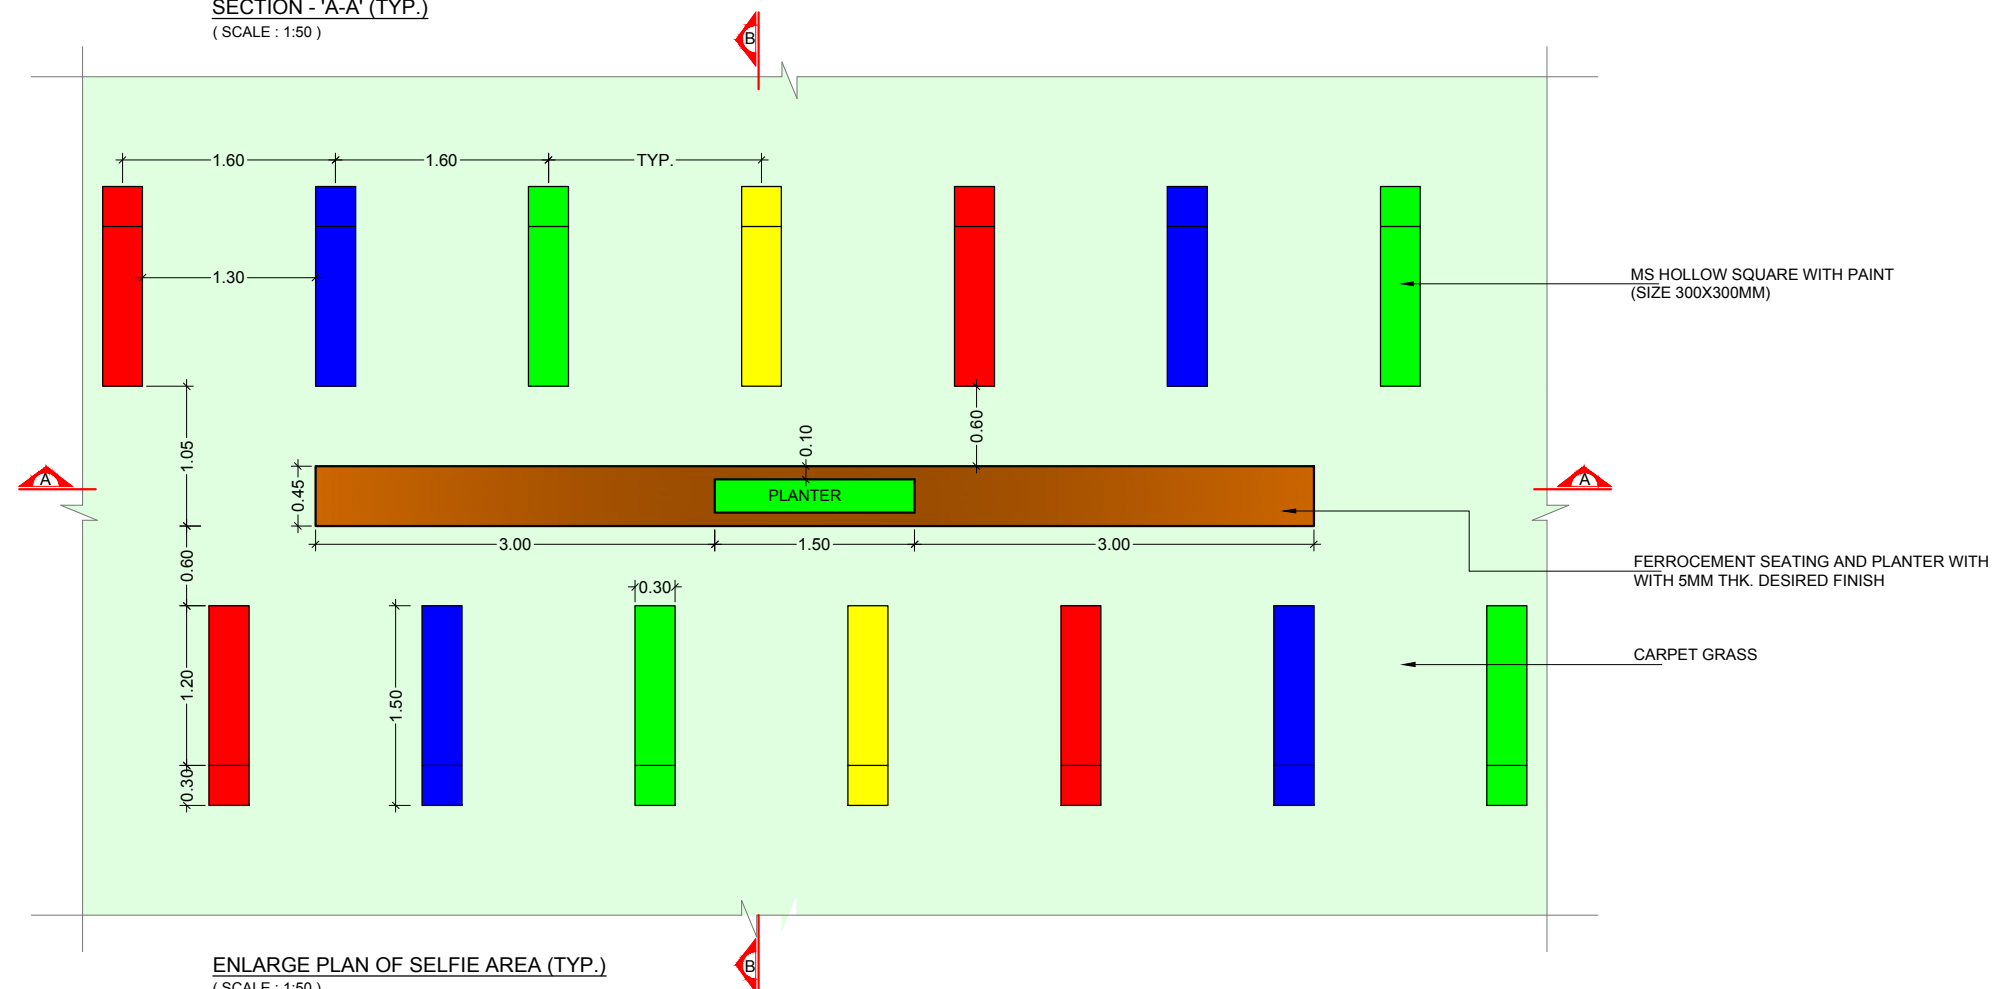 SECTION - 'A-A' (TYP.)
( SCALE : 1:50 )
B
1.60
1.60
TYP.
1.30
MS HOLLOW SQUARE WITH PAINT
(SIZE 300X300MM)
1.05
0.10
0.60
A
0.45
PLANTER
A
3.00
1.50
3.00
0.60
FERROCEMENT SEATING AND PLANTER WITH
WITH 5MM THK. DESIRED FINISH
0.30
CARPET GRASS
1.20
1.50
0.30
B
ENLARGE PLAN OF SELFIE AREA (TYP.)
( SCALE : 1:50 )